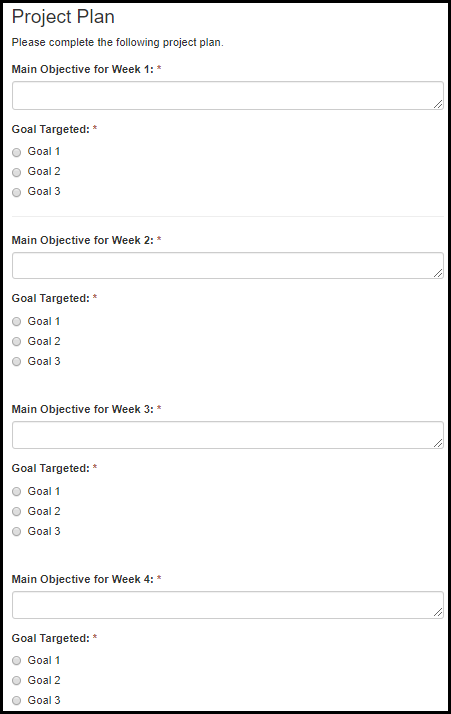 Project Plan
Please complete the following project plan.
Main Objective for Week 1: *
Goal Targeted: *
Goal 1
Goal 2
Goal 3
Main Objective for Week 2: *
Goal Targeted: *
Goal 1
Goal 2
Goal 3
Main Objective for Week 3: *
Goal Targeted: *
Goal 1
Goal 2
Goal 3
Main Objective for Week 4: *
Goal Targeted: *
Goal 1
Goal 2
Goal 3